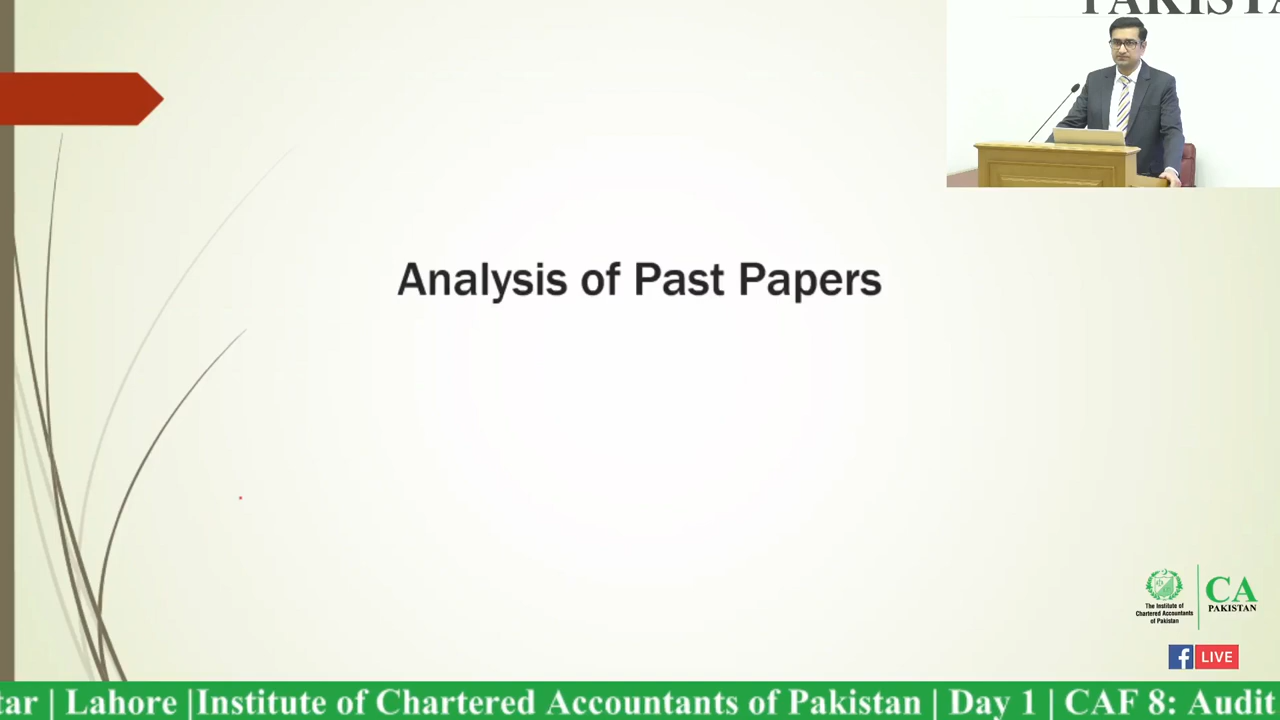 PAKISTA
Analysis of Past Papers
The Institute of
Chartered Accountants
of Pakistan
CA
PAKISTAN
f LIVE
tar | Lahore |Institute of Chartered Accountants of Pakistan | Day 1 | CAF 8: Audit